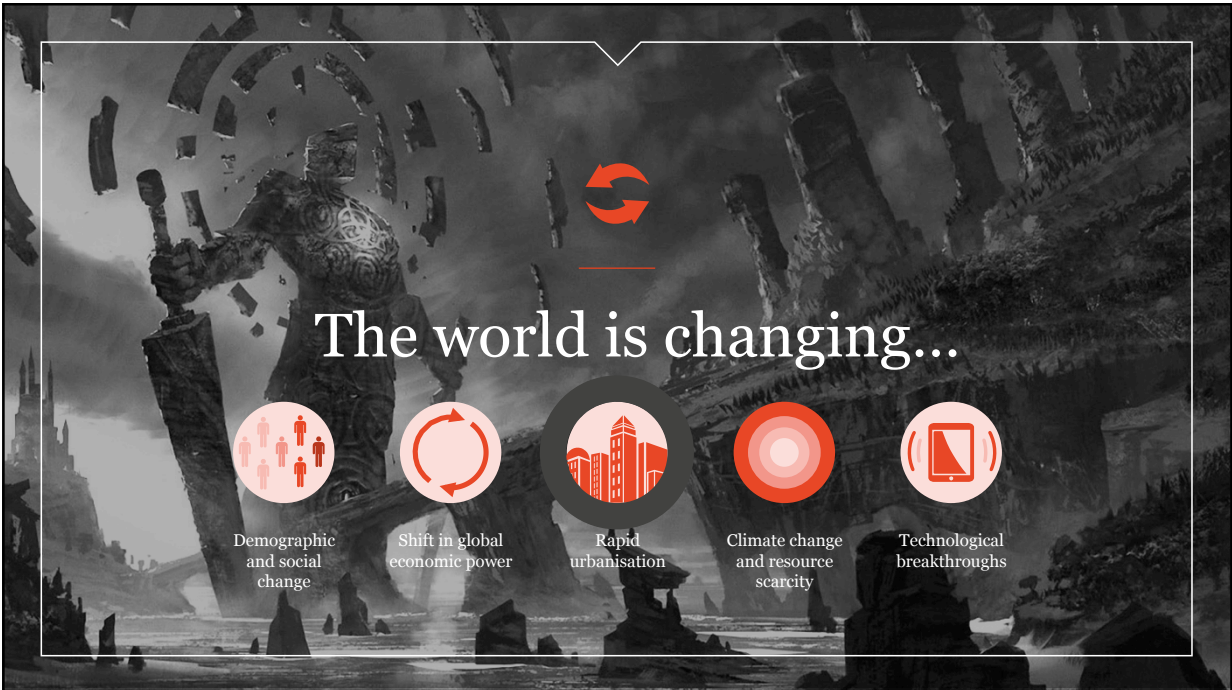 The world is changing...
Demographic
and social
change
Shift in global
economic power
Rapid
urbanisation
Climate change
and resource
scarcity
Technological
breakthroughs